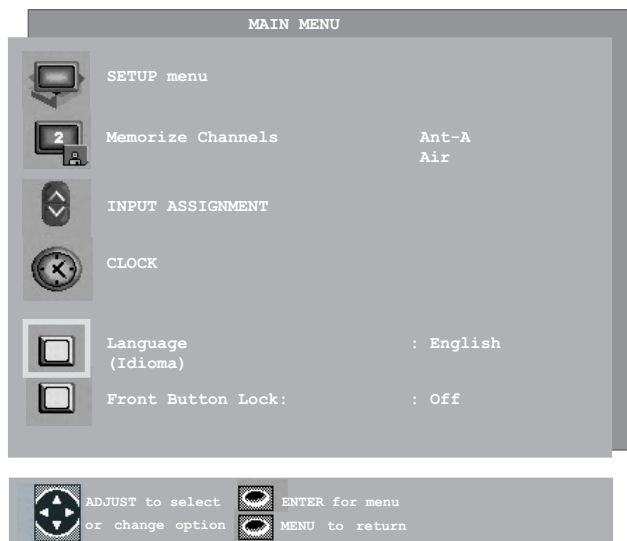 MAIN MENU
SETUP menu
2
Memorize Channels Ant-A
Air
INPUT ASSIGNMENT
CLOCK
Language : English
(Idioma)
Front Button Lock: : Off
ADJUST to select ENTER for menu
or change option MENU to return